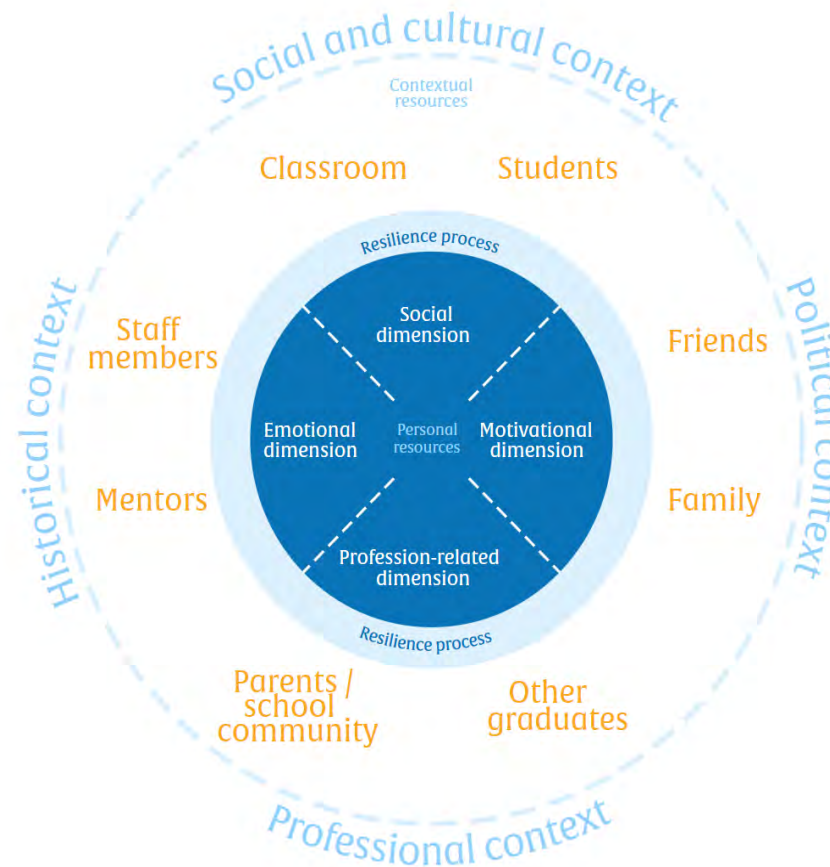 Social and cultural context
Contextual
resources
Classroom
Students
Resilience process
Social
dimension
Historical context
Political context
Staff
members
Friends
Emotional
dimension
Personal
resources
Motivational
dimension
Mentors
Family
Profession-related
dimension
Resilience process
Parents /
school
community
Other
graduates
Professional context